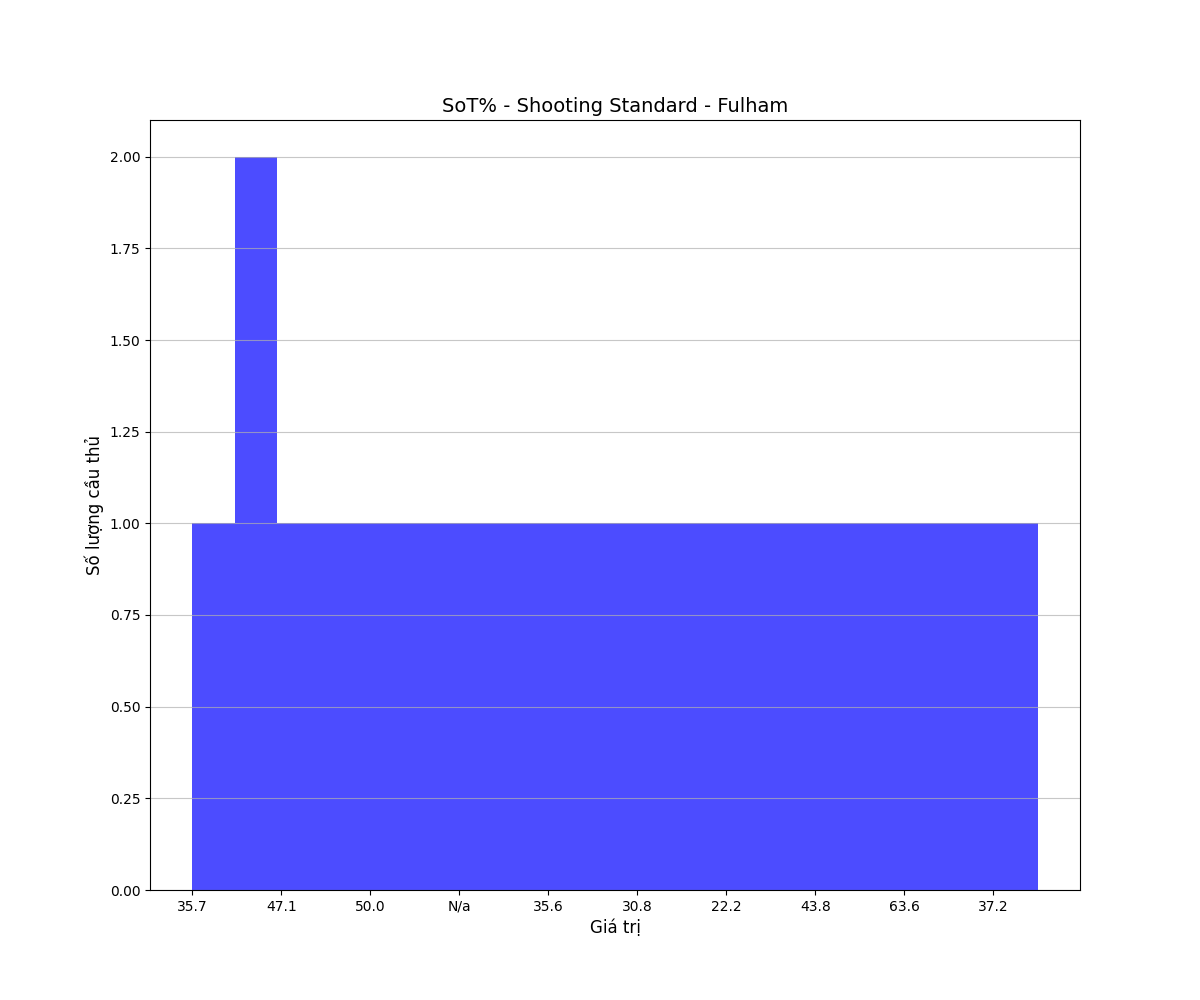 SoT% - Shooting Standard - Fulham
2.00
1.75
1.50
1.25
1.00
0.75
0.50
0.25
0.00
Số lượng cầu thủ
35.7 47.1 50.0 N/a 35.6 30.8 22.2 43.8 63.6 37.2
Giá trị